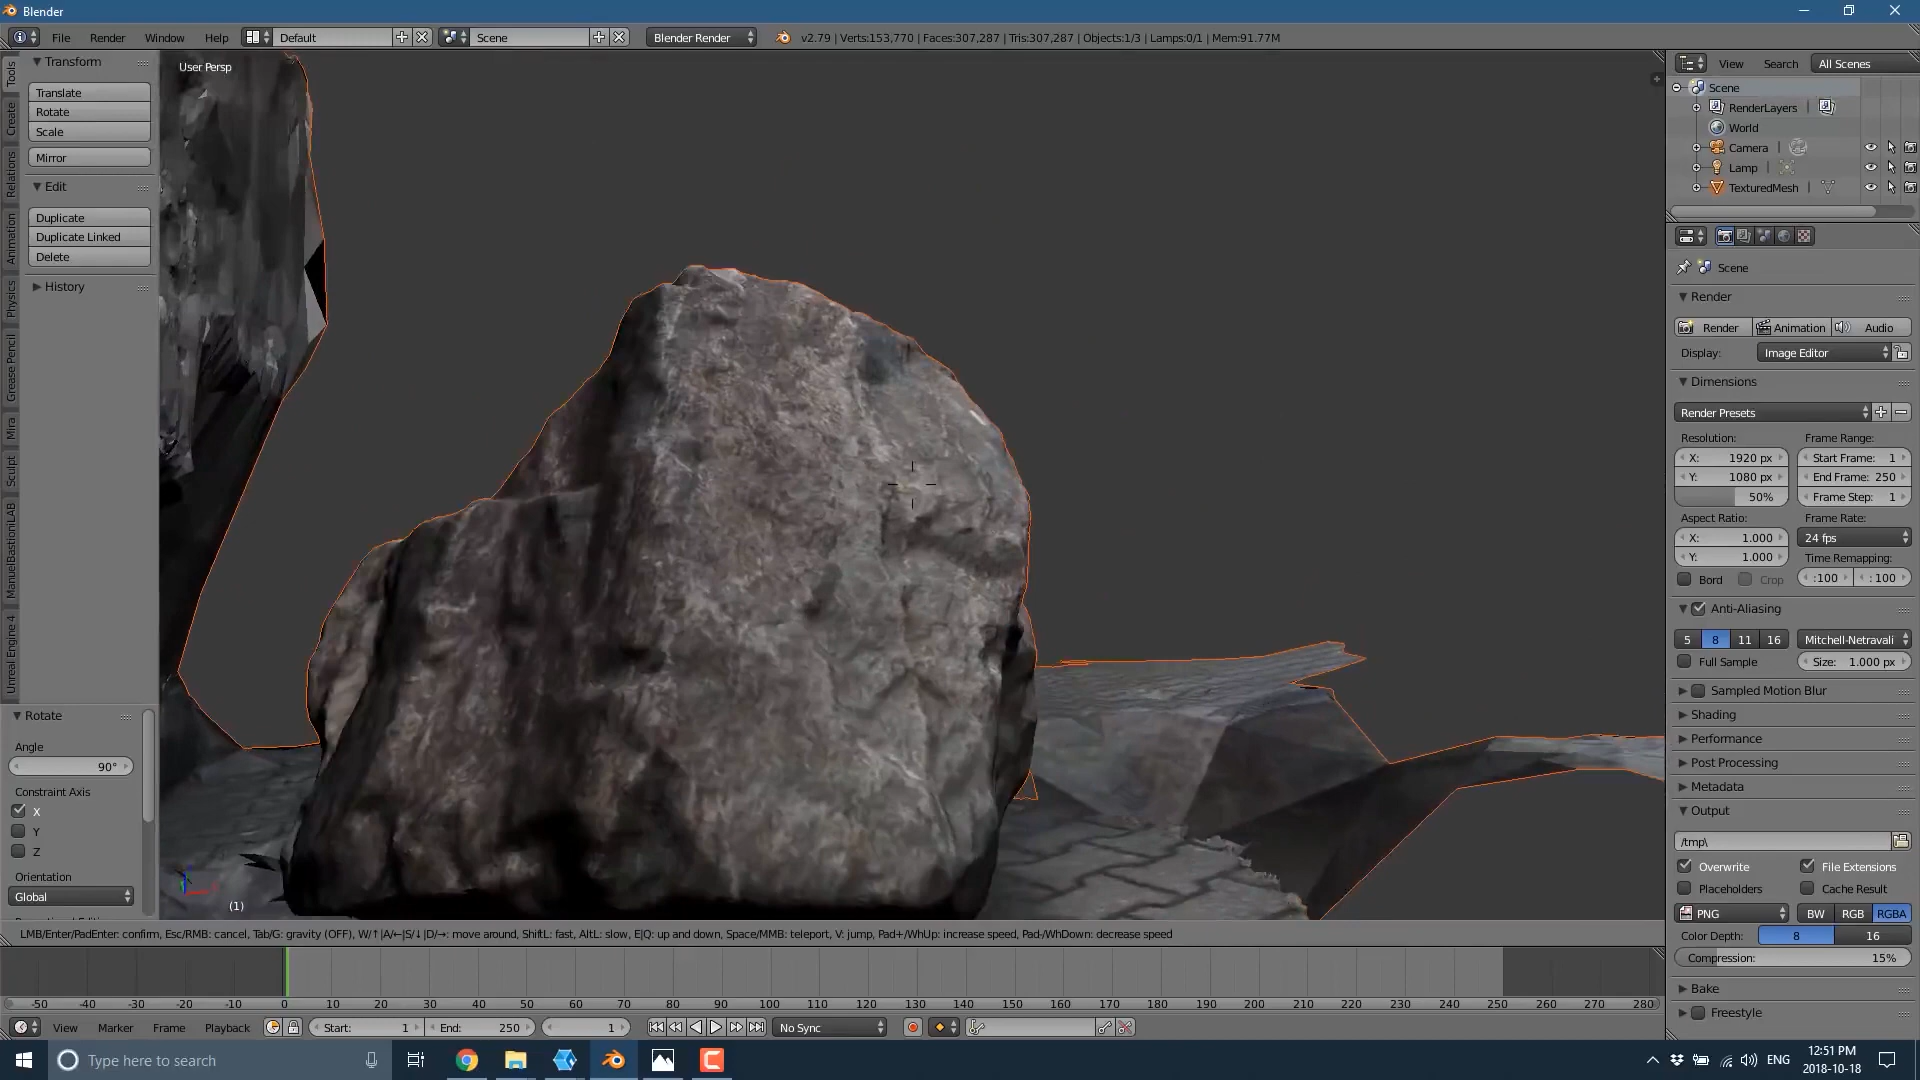 Blender
File Render Window Help Default Scene Blender Render v2.79 | Verts:153,770 | Faces:307,287 | Tris:307,287 | Objects:1/3 | Lamps:0/1 | Mem:91.77M
Tools
Create
Relations
Animation
Physics
Grease Pencil
Mira
Sculpt
ManuelBastioniLAB
Unreal Engine 4
Transform
Translate
Rotate
Scale
Mirror
Edit
Duplicate
Duplicate Linked
Delete
History
Rotate
Angle
90°
Constraint Axis
X
Y
Z
Orientation
Global
User Persp
(1)
LMB/Enter/PadEnter: confirm, Esc/RMB: cancel, Tab/G: gravity (OFF), W/↑|A/←|S/↓|D/→: move around, ShiftL: fast, AltL: slow, E|Q: up and down, Space/MMB: teleport, V: jump, Pad+/WhUp: increase speed, Pad-/WhDown: decrease speed
-50 -40 -30 -20 -10 0 10 20 30 40 50 60 70 80 90 100 110 120 130 140 150 160 170 180 190 200 210 220 230 240 250 260 270 280
View Marker Frame Playback Start: 1 End: 250 1 No Sync
View Search All Scenes
Scene
RenderLayers
World
Camera
Lamp
TexturedMesh
Scene
Render
Render Animation Audio
Display: Image Editor
Dimensions
Render Presets
Resolution: Frame Range:
X: 1920 px Start Frame: 1
Y: 1080 px End Frame: 250
50% Frame Step: 1
Aspect Ratio: Frame Rate:
X: 1.000 24 fps
Y: 1.000 Time Remapping:
Bord Crop :100 : 100
Anti-Aliasing
5 8 11 16 Mitchell-Netravali
Full Sample Size: 1.000 px
Sampled Motion Blur
Shading
Performance
Post Processing
Metadata
Output
/tmp\
Overwrite File Extensions
Placeholders Cache Result
PNG BW RGB RGBA
Color Depth: 8 16
Compression: 15%
Bake
Freestyle
Type here to search
ENG 12:51 PM
2018-10-18